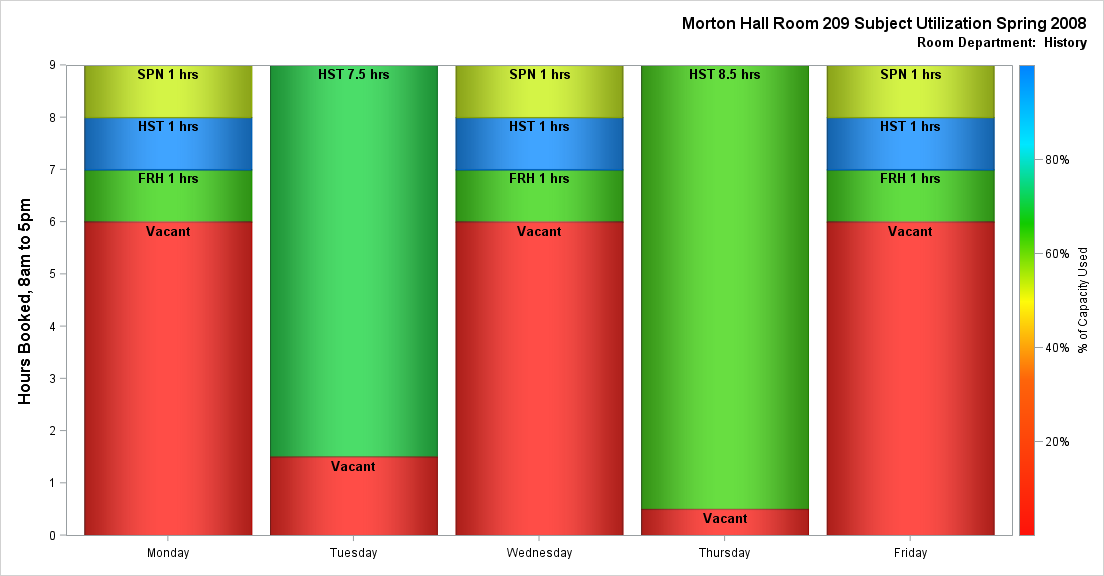 Morton Hall Room 209 Subject Utilization Spring 2008
Room Department:  History
Hours Booked, 8am to 5pm
9
8
7
6
5
4
3
2
1
0
SPN 1 hrs
HST 1 hrs
FRH 1 hrs
Vacant
HST 7.5 hrs
Vacant
SPN 1 hrs
HST 1 hrs
FRH 1 hrs
Vacant
HST 8.5 hrs
Vacant
SPN 1 hrs
HST 1 hrs
FRH 1 hrs
Vacant
Monday
Tuesday
Wednesday
Thursday
Friday
80%
60%
40%
20%
% of Capacity Used